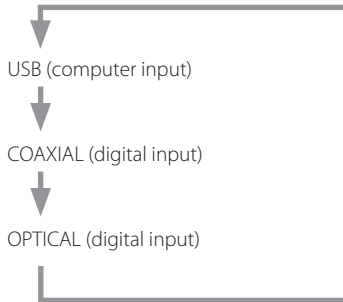 USB (computer input)
COAXIAL (digital input)
OPTICAL (digital input)